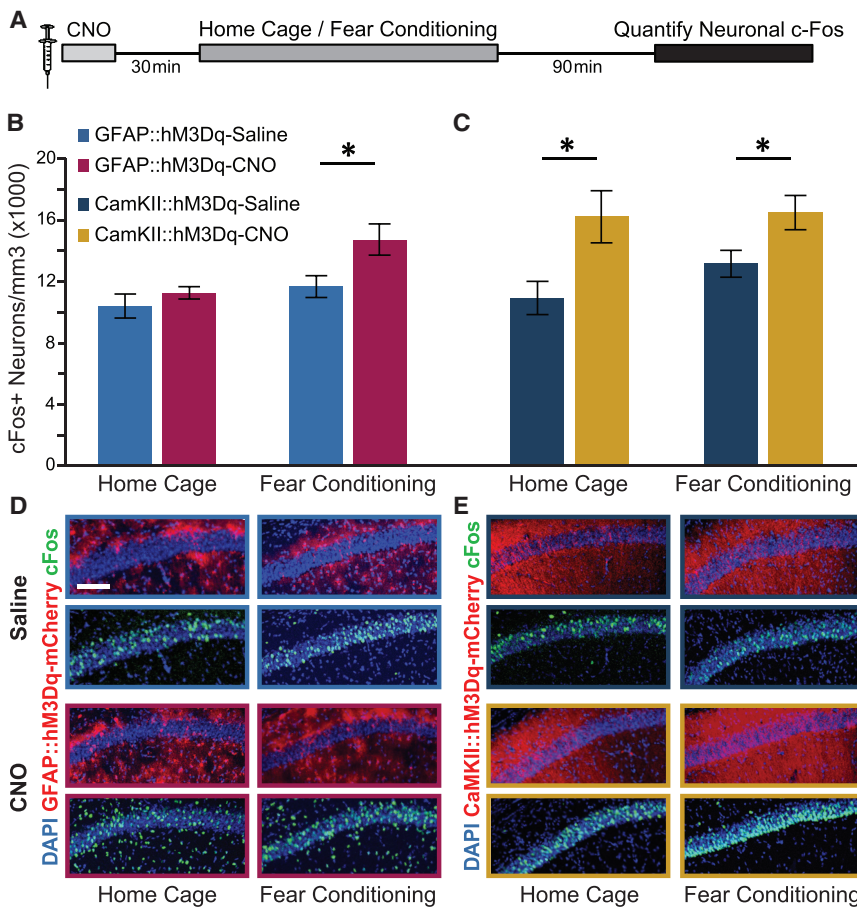 A
CNO
Home Cage / Fear Conditioning
Quantify Neuronal c-Fos
30min
90min
B
GFAP::hM3Dq-Saline
GFAP::hM3Dq-CNO
CamKII::hM3Dq-Saline
CamKII::hM3Dq-CNO
C
*
*
*
cFos+ Neurons/mm3 (x1000)
20
16
12
8
4
0
Home Cage
Fear Conditioning
Home Cage
Fear Conditioning
D
E
Saline
CNO
DAPI GFAP::hM3Dq-mCherry cFos
DAPI CaMKII::hM3Dq-mCherry cFos
Home Cage
Fear Conditioning
Home Cage
Fear Conditioning